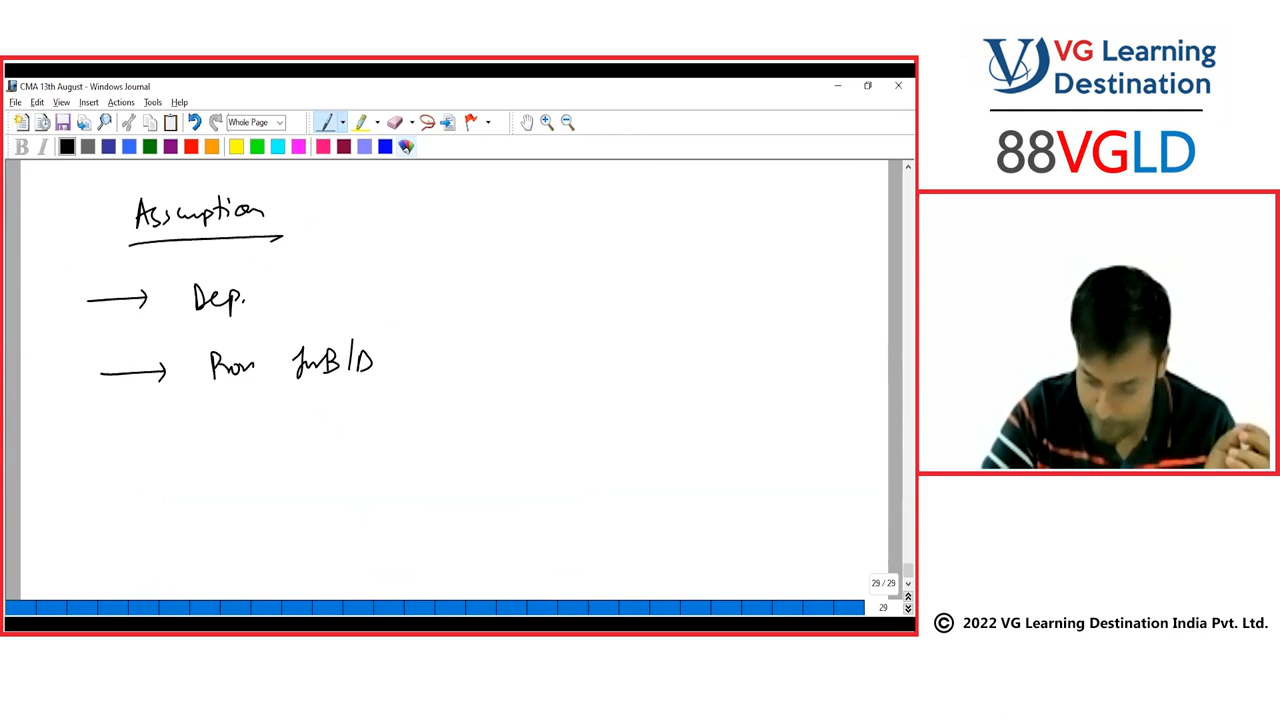 CMA 13th August - Windows Journal
File Edit View Insert Actions Tools Help
Whole Page
B I
Assumption
Dep.
Prov for B/D
29 / 29
29
VG Learning
Destination
88VGLD
© 2022 VG Learning Destination India Pvt. Ltd.